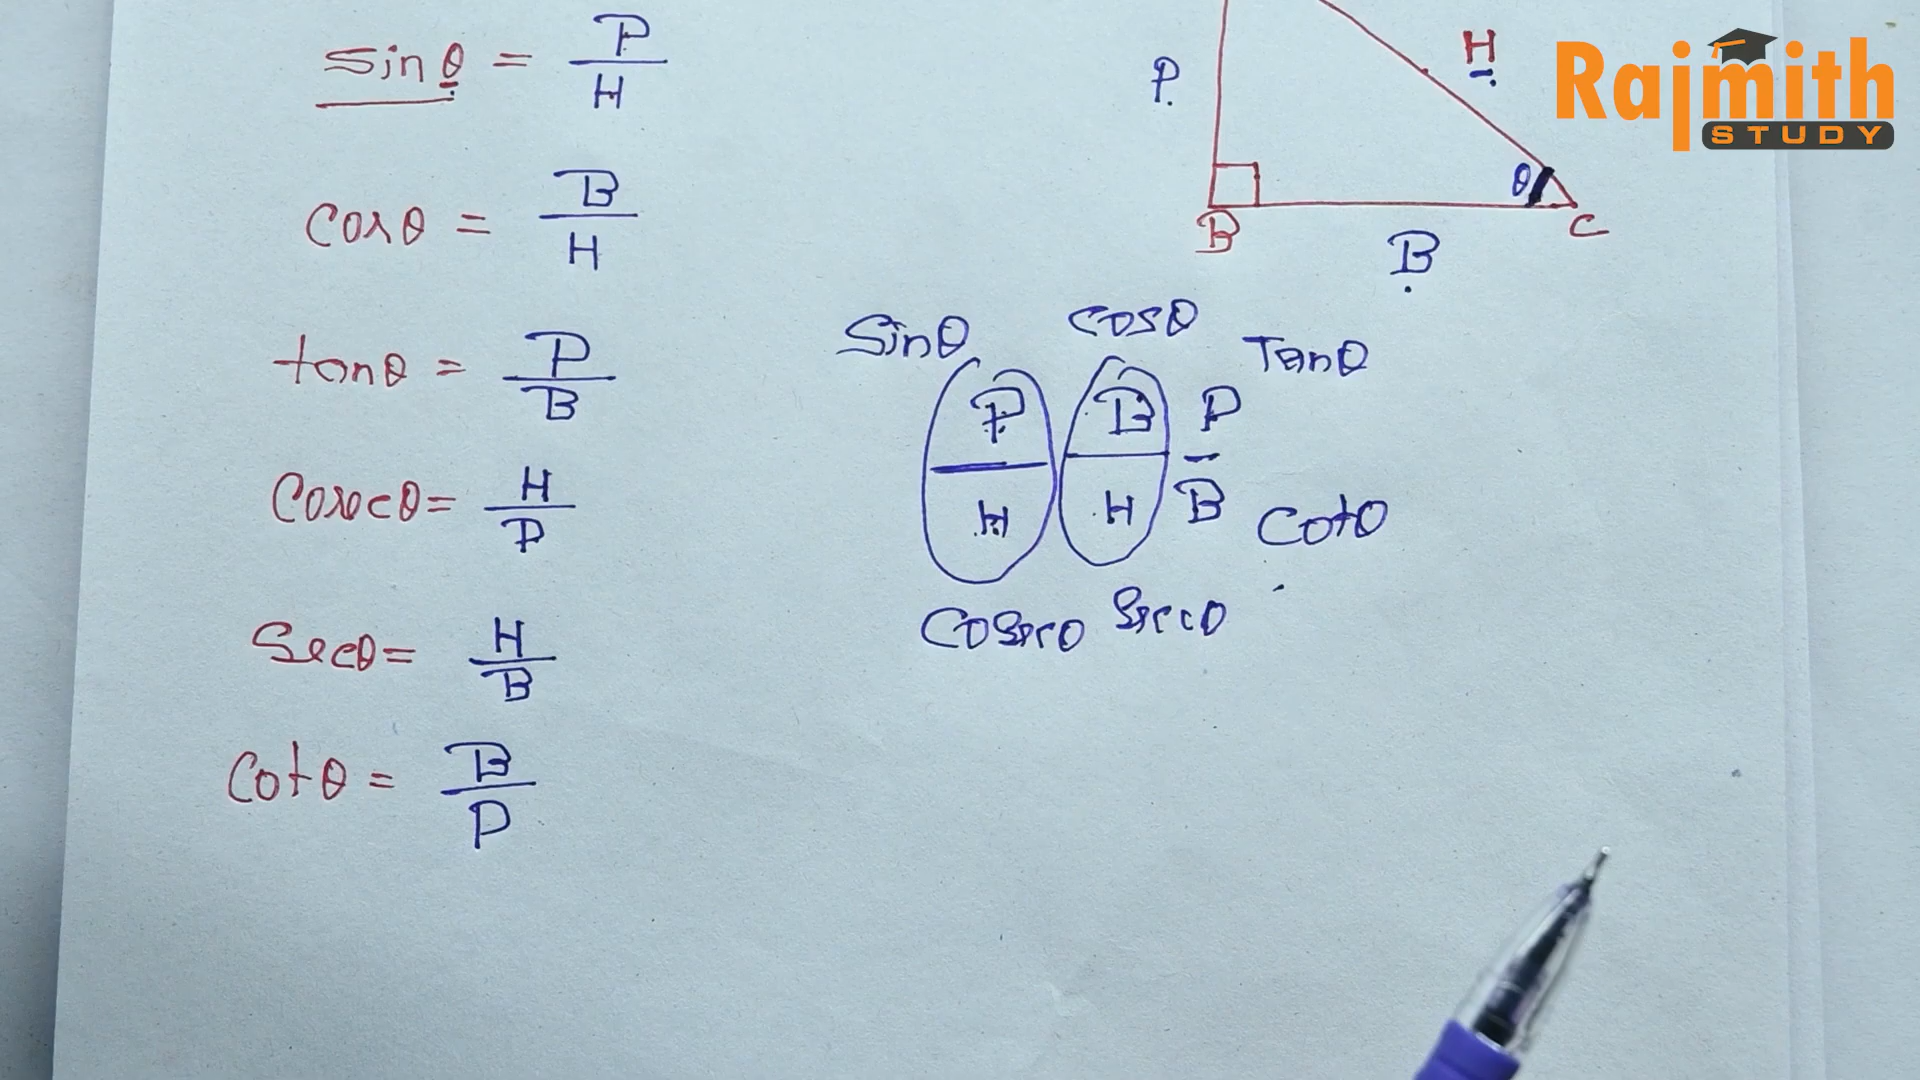 sinθ = P/H
cosθ = B/H
tanθ = P/B
Cosecθ = H/P
Secθ = H/B
Cotθ = B/P
P.
H
θ
B
C
B
Sinθ
Cosθ
Tanθ
P B P
H H B
Cotθ
Cosecθ Secθ
Rajmith
STUDY